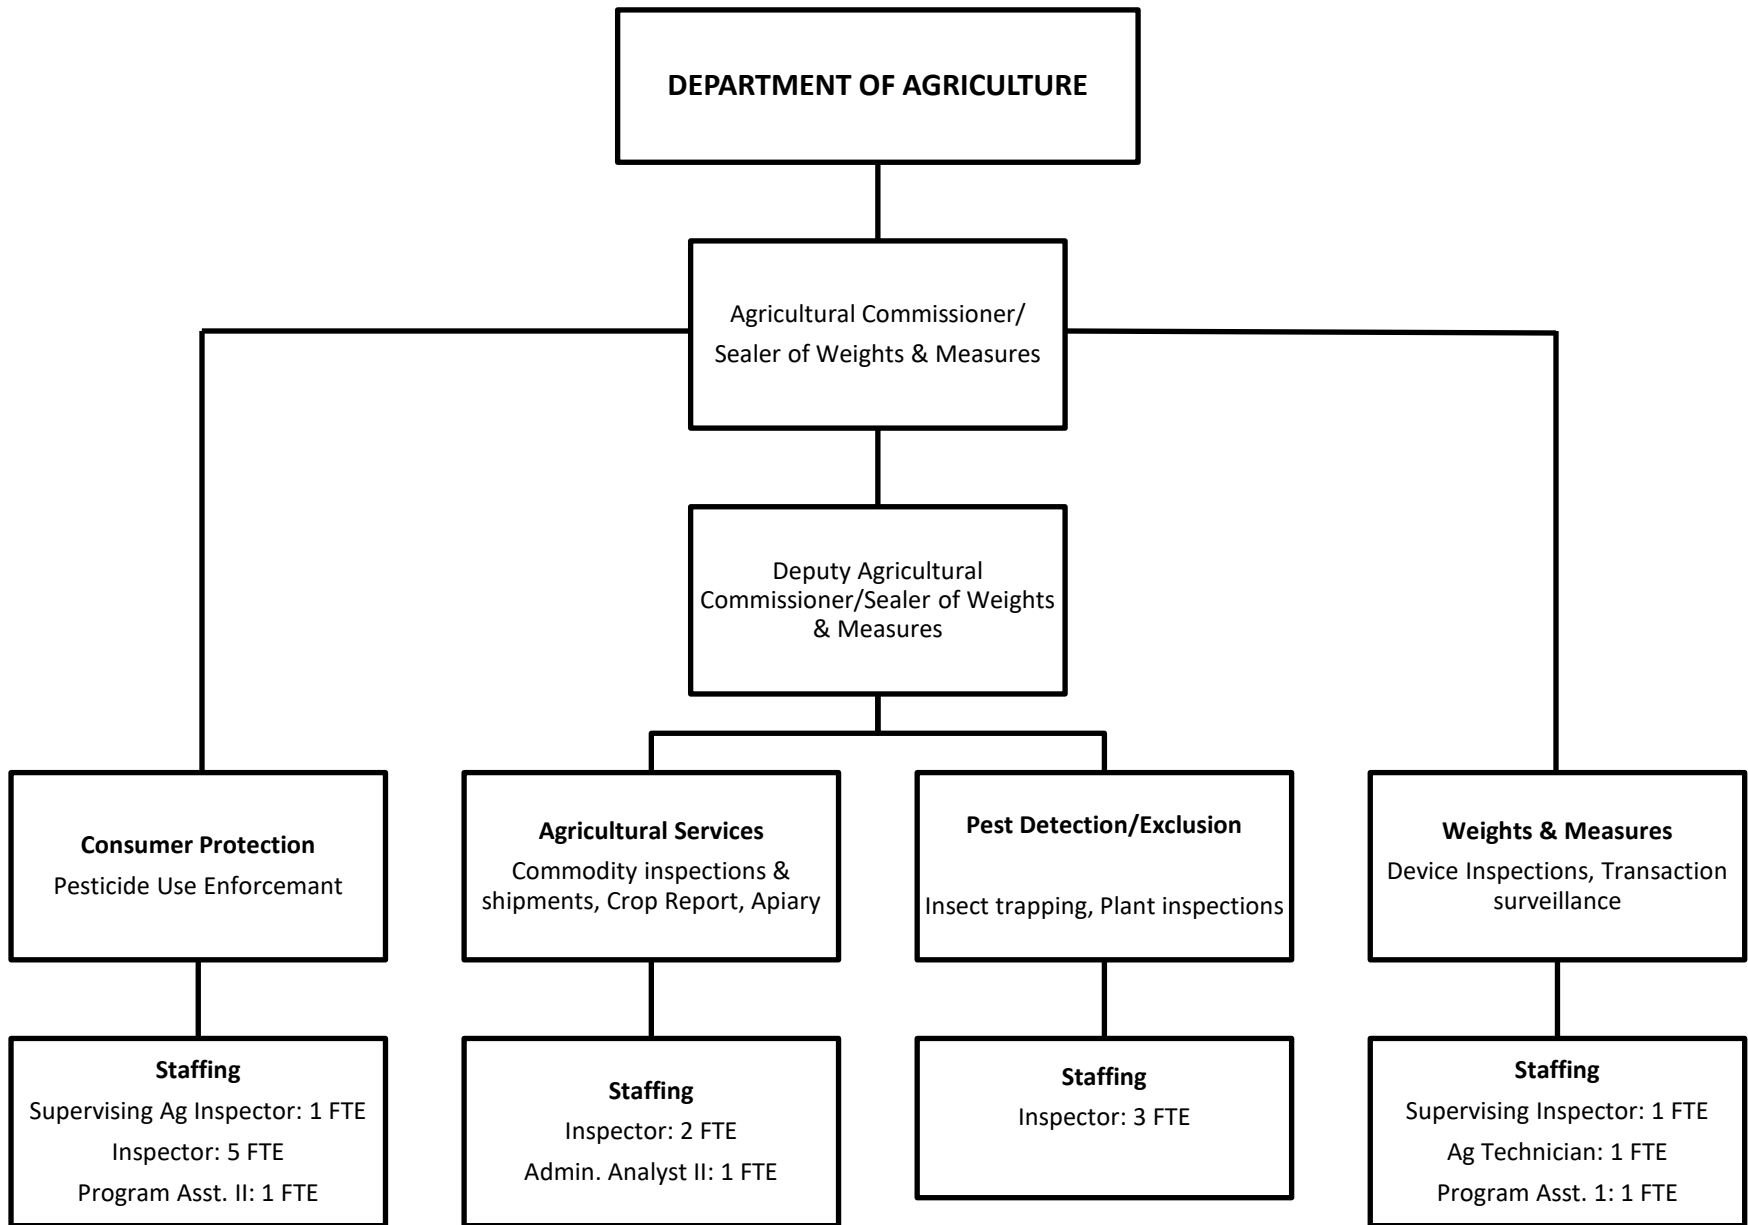 DEPARTMENT OF AGRICULTURE
Agricultural Commissioner/
Sealer of Weights & Measures
Deputy Agricultural
Commissioner/Sealer of Weights
& Measures
Consumer Protection
Pesticide Use Enforcemant
Agricultural Services
Commodity inspections &
shipments, Crop Report, Apiary
Pest Detection/Exclusion
Insect trapping, Plant inspections
Weights & Measures
Device Inspections, Transaction
surveillance
Staffing
Supervising Ag Inspector: 1 FTE
Inspector: 5 FTE
Program Asst. II: 1 FTE
Staffing
Inspector: 2 FTE
Admin. Analyst II: 1 FTE
Staffing
Inspector: 3 FTE
Staffing
Supervising Inspector: 1 FTE
Ag Technician: 1 FTE
Program Asst. 1: 1 FTE